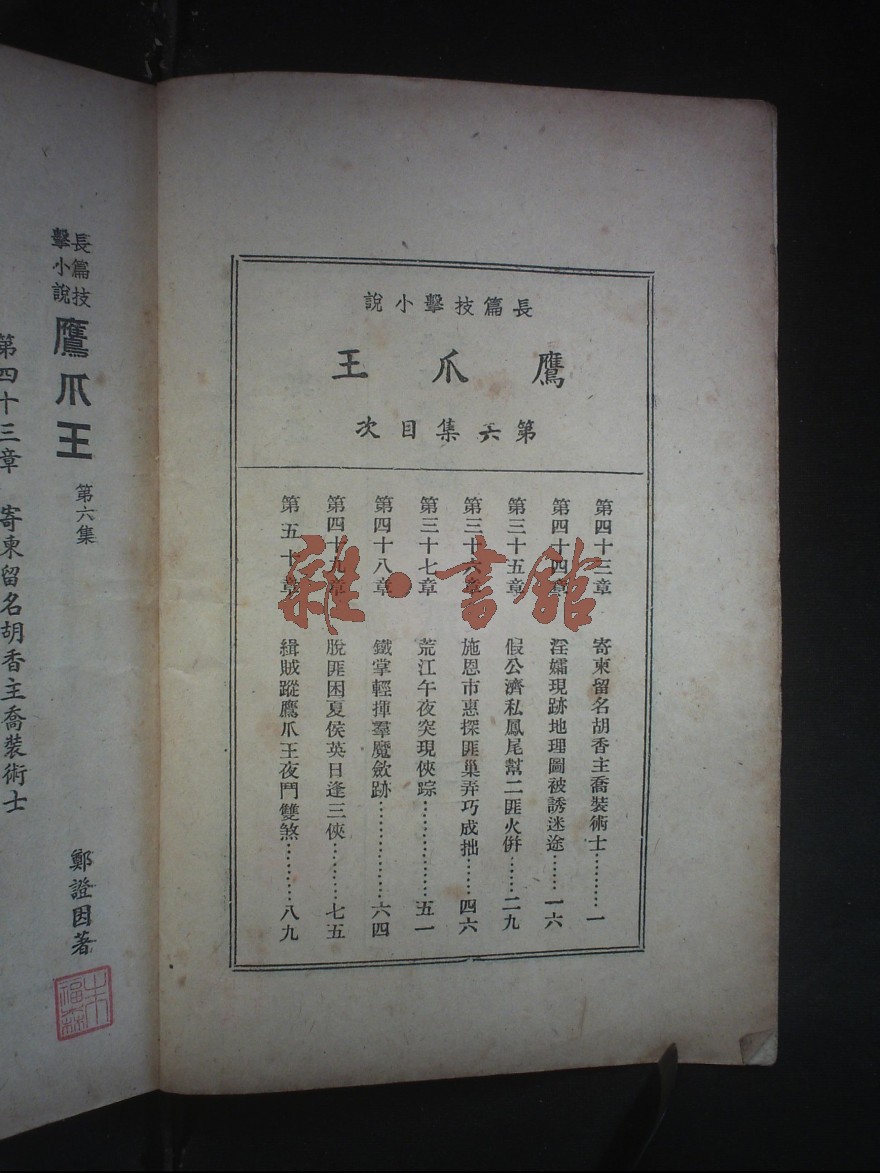 長篇技擊小說
鷹爪王
第六集目次
第四十三章 寄柬留名胡香主喬裝術士………一
第四十四章 淫孀現跡地理圖被誘迷途……一六
第三十五章 假公濟私鳳尾幫二匪火併……二九
第三十六章 施恩市惠探匪巢弄巧成拙……四六
第三十七章 荒江午夜突現俠踪……………五一
第四十八章 鐵掌輕揮羣魔斂跡……………六四
第四十九章 脫匪困夏侯英日逢三俠………七五
第五十章 緝賊蹤鷹爪王夜鬥雙煞………八九
雜·書館
長篇技擊小說 鷹爪王 第六集
鄭證因著
第四十三章 寄柬留名胡香主喬裝術士